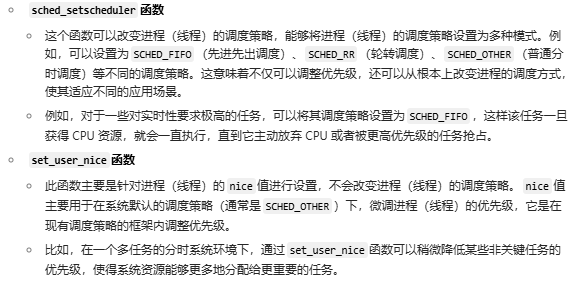 sched_setscheduler 函数
这个函数可以改变进程（线程）的调度策略，能够将进程（线程）的调度策略设置为多种模式。例
如，可以设置为 SCHED_FIFO （先进先出调度）、 SCHED_RR （轮转调度）、 SCHED_OTHER （普通分
时调度）等不同的调度策略。这意味着不仅可以调整优先级，还可以从根本上改变进程的调度方式，
使其适应不同的应用场景。
例如，对于一些对实时性要求极高的任务，可以将其调度策略设置为 SCHED_FIFO ，这样该任务一旦
获得 CPU 资源，就会一直执行，直到它主动放弃 CPU 或者被更高优先级的任务抢占。
set_user_nice 函数
此函数主要是针对进程（线程）的 nice 值进行设置，不会改变进程（线程）的调度策略。 nice 值
主要用于在系统默认的调度策略（通常是 SCHED_OTHER ）下，微调进程（线程）的优先级，它是在
现有调度策略的框架内调整优先级。
比如，在一个多任务的分时系统环境下，通过 set_user_nice 函数可以稍微降低某些非关键任务的
优先级，使得系统资源能够更多地分配给更重要的任务。